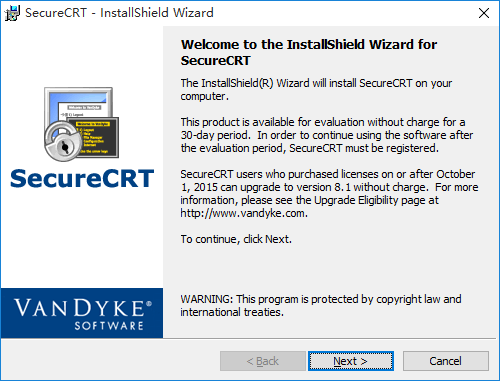 SecureCRT - InstallShield Wizard
Welcome to the InstallShield Wizard for
SecureCRT
The InstallShield(R) Wizard will install SecureCRT on your
computer.
This product is available for evaluation without charge for a
30-day period.  In order to continue using the software after
the evaluation period, SecureCRT must be registered.
SecureCRT users who purchased licenses on or after October
1, 2015 can upgrade to version 8.1 without charge.  For more
information, please see the Upgrade Eligibility page at
http://www.vandyke.com.
To continue, click Next.
WARNING: This program is protected by copyright law and
international treaties.
SecureCRT
VANDYKE®
SOFTWARE
< Back
Next >
Cancel